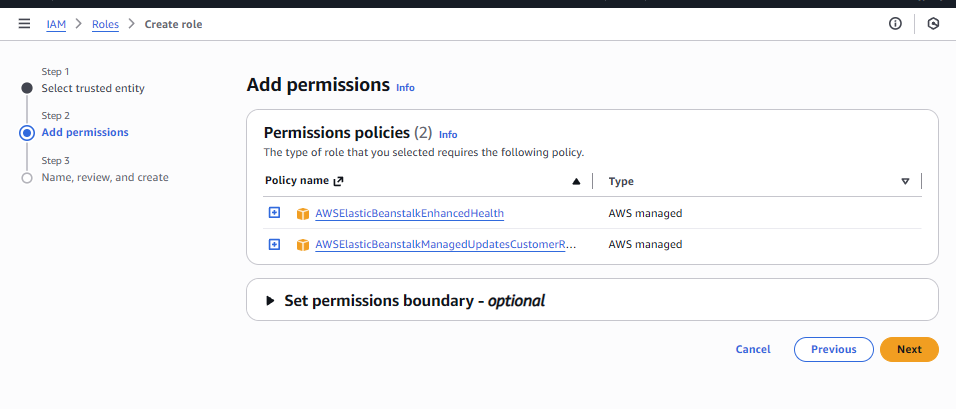 IAM > Roles > Create role
Step 1
Select trusted entity
Step 2
Add permissions
Step 3
Name, review, and create
Add permissions Info
Permissions policies (2) Info
The type of role that you selected requires the following policy.
Policy name Type
AWSElasticBeanstalkEnhancedHealth AWS managed
AWSElasticBeanstalkManagedUpdatesCustomerR... AWS managed
Set permissions boundary - optional
Cancel Previous Next